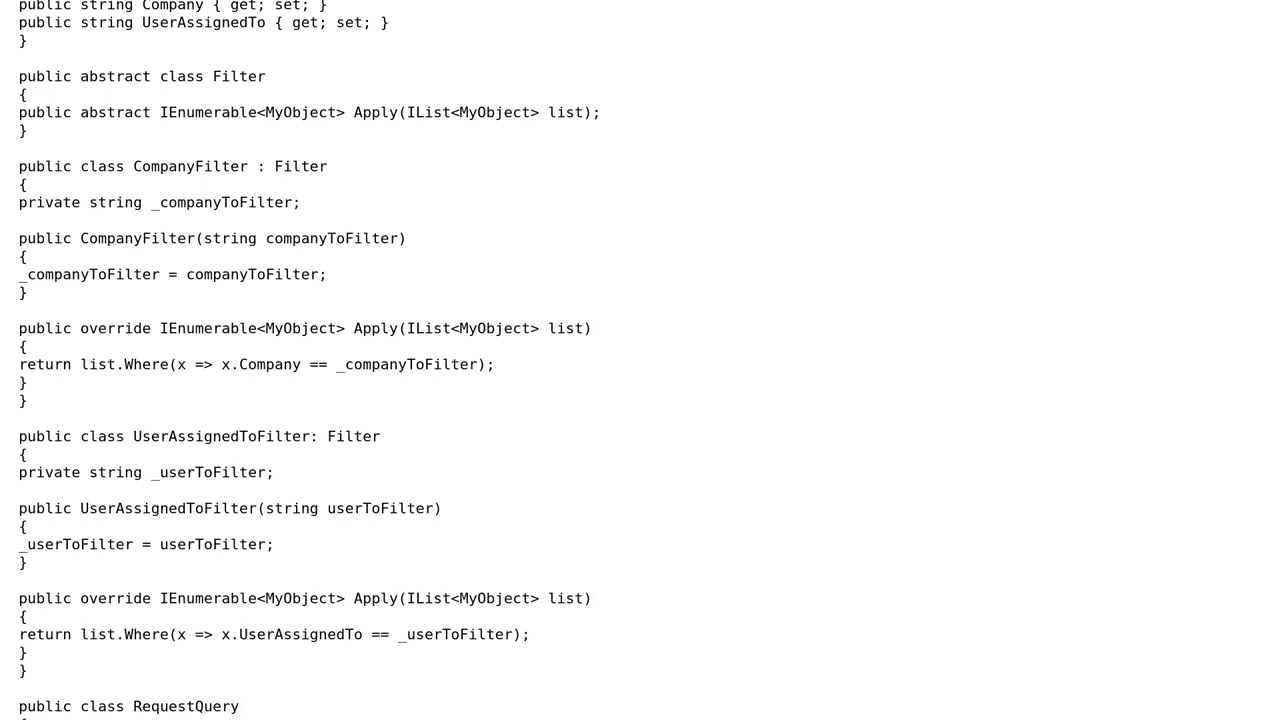 public string Company { get; set; }
public string UserAssignedTo { get; set; }
}
public abstract class Filter
{
public abstract IEnumerable<MyObject> Apply(IList<MyObject> list);
}
public class CompanyFilter : Filter
{
private string _companyToFilter;
public CompanyFilter(string companyToFilter)
{
_companyToFilter = companyToFilter;
}
public override IEnumerable<MyObject> Apply(IList<MyObject> list)
{
return list.Where(x => x.Company == _companyToFilter);
}
}
public class UserAssignedToFilter: Filter
{
private string _userToFilter;
public UserAssignedToFilter(string userToFilter)
{
_userToFilter = userToFilter;
}
public override IEnumerable<MyObject> Apply(IList<MyObject> list)
{
return list.Where(x => x.UserAssignedTo == _userToFilter);
}
}
public class RequestQuery